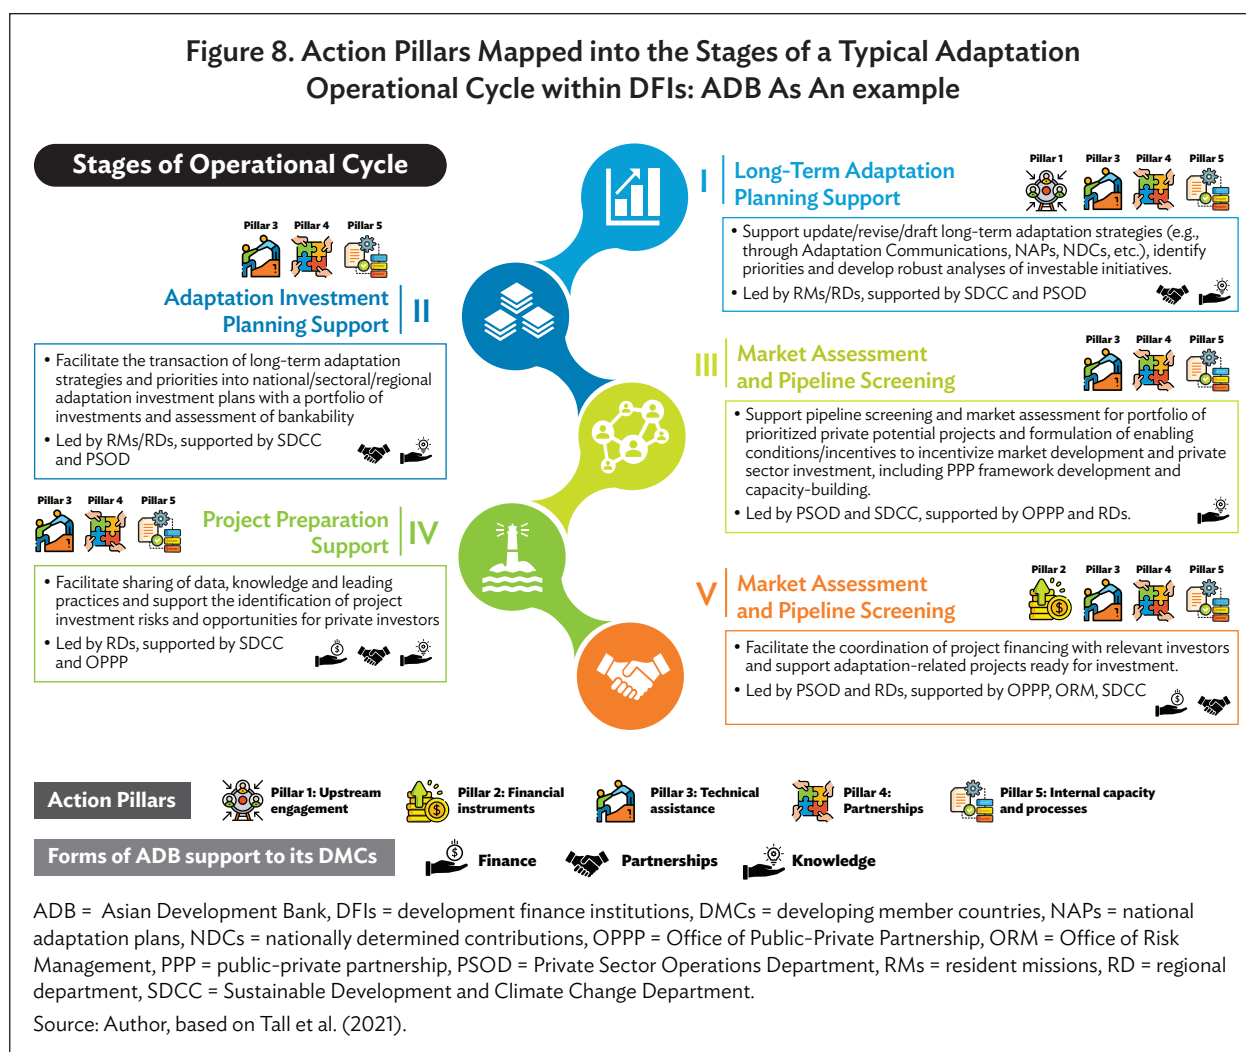 Figure 8. Action Pillars Mapped into the Stages of a Typical Adaptation
Operational Cycle within DFIs: ADB As An example
Stages of Operational Cycle
I
Long-Term Adaptation
Planning Support
Pillar 1
Pillar 3
Pillar 4
Pillar 5
• Support update/revise/draft long-term adaptation strategies (e.g.,
through Adaptation Communications, NAPs, NDCs, etc.), identify
priorities and develop robust analyses of investable initiatives.
• Led by RMs/RDs, supported by SDCC and PSOD
Pillar 3
Pillar 4
Pillar 5
Adaptation Investment
Planning Support
II
• Facilitate the transaction of long-term adaptation
strategies and priorities into national/sectoral/regional
adaptation investment plans with a portfolio of
investments and assessment of bankability
• Led by RMs/RDs, supported by SDCC
and PSOD
III
Market Assessment
and Pipeline Screening
Pillar 3
Pillar 4
Pillar 5
• Support pipeline screening and market assessment for portfolio of
prioritized private potential projects and formulation of enabling
conditions/incentives to incentivize market development and private
sector investment, including PPP framework development and
capacity-building.
• Led by PSOD and SDCC, supported by OPPP and RDs.
Pillar 3
Pillar 4
Pillar 5
Project Preparation
Support
IV
• Facilitate sharing of data, knowledge and leading
practices and support the identification of project
investment risks and opportunities for private investors
• Led by RDs, supported by SDCC
and OPPP
V
Market Assessment
and Pipeline Screening
Pillar 2
Pillar 3
Pillar 4
Pillar 5
• Facilitate the coordination of project financing with relevant investors
and support adaptation-related projects ready for investment.
• Led by PSOD and RDs, supported by OPPP, ORM, SDCC
Action Pillars
Pillar 1: Upstream
engagement
Pillar 2: Financial
instruments
Pillar 3: Technical
assistance
Pillar 4:
Partnerships
Pillar 5: Internal capacity
and processes
Forms of ADB support to its DMCs
Finance
Partnerships
Knowledge
ADB = Asian Development Bank, DFIs = development finance institutions, DMCs = developing member countries, NAPs = national
adaptation plans, NDCs = nationally determined contributions, OPPP = Office of Public-Private Partnership, ORM = Office of Risk
Management, PPP = public-private partnership, PSOD = Private Sector Operations Department, RMs = resident missions, RD = regional
department, SDCC = Sustainable Development and Climate Change Department.
Source: Author, based on Tall et al. (2021).